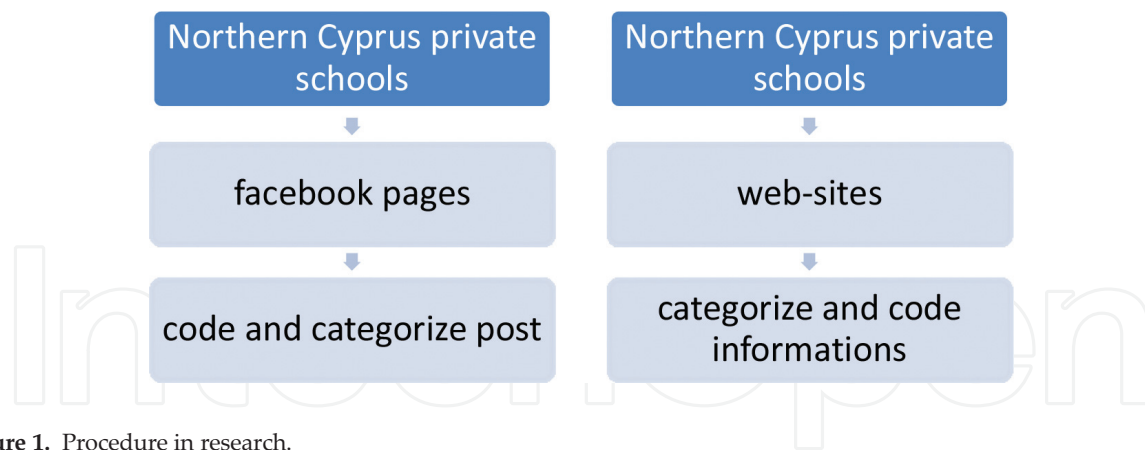 Northern Cyprus private
schools
facebook pages
code and categorize post
Northern Cyprus private
schools
web-sites
categorize and code
informations
ure 1. Procedure in research.